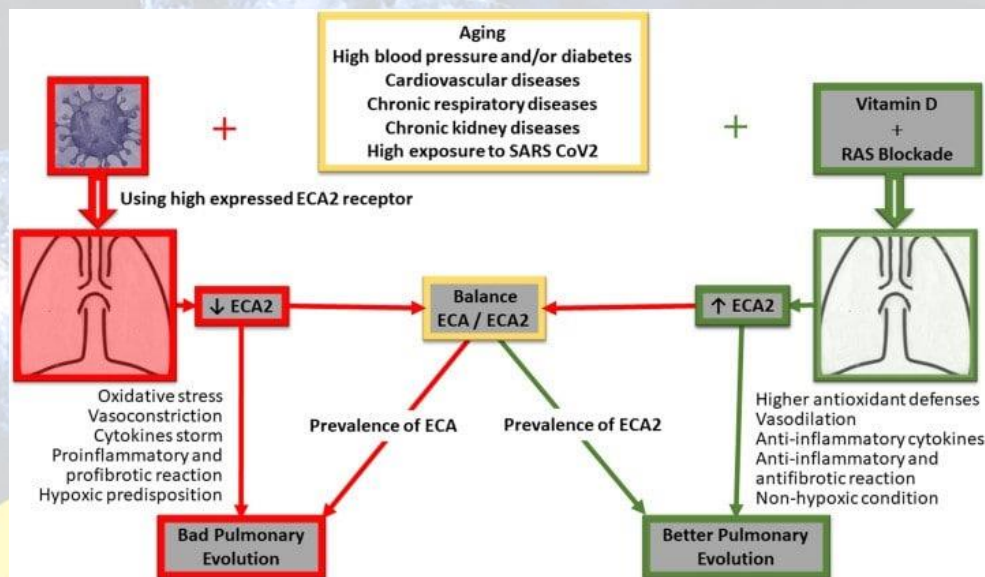 Aging
High blood pressure and/or diabetes
Cardiovascular diseases
Chronic respiratory diseases
Chronic kidney diseases
High exposure to SARS CoV2
+
+
Vitamin D
+
RAS Blockade
Using high expressed ECA2 receptor
↓ ECA2
Balance
ECA / ECA2
↑ ECA2
Oxidative stress
Vasoconstriction
Cytokines storm
Proinflammatory and
profibrotic reaction
Hypoxic predisposition
Prevalence of ECA
Prevalence of ECA2
Higher antioxidant defenses
Vasodilation
Anti-inflammatory cytokines
Anti-inflammatory and
antifibrotic reaction
Non-hypoxic condition
Bad Pulmonary
Evolution
Better Pulmonary
Evolution